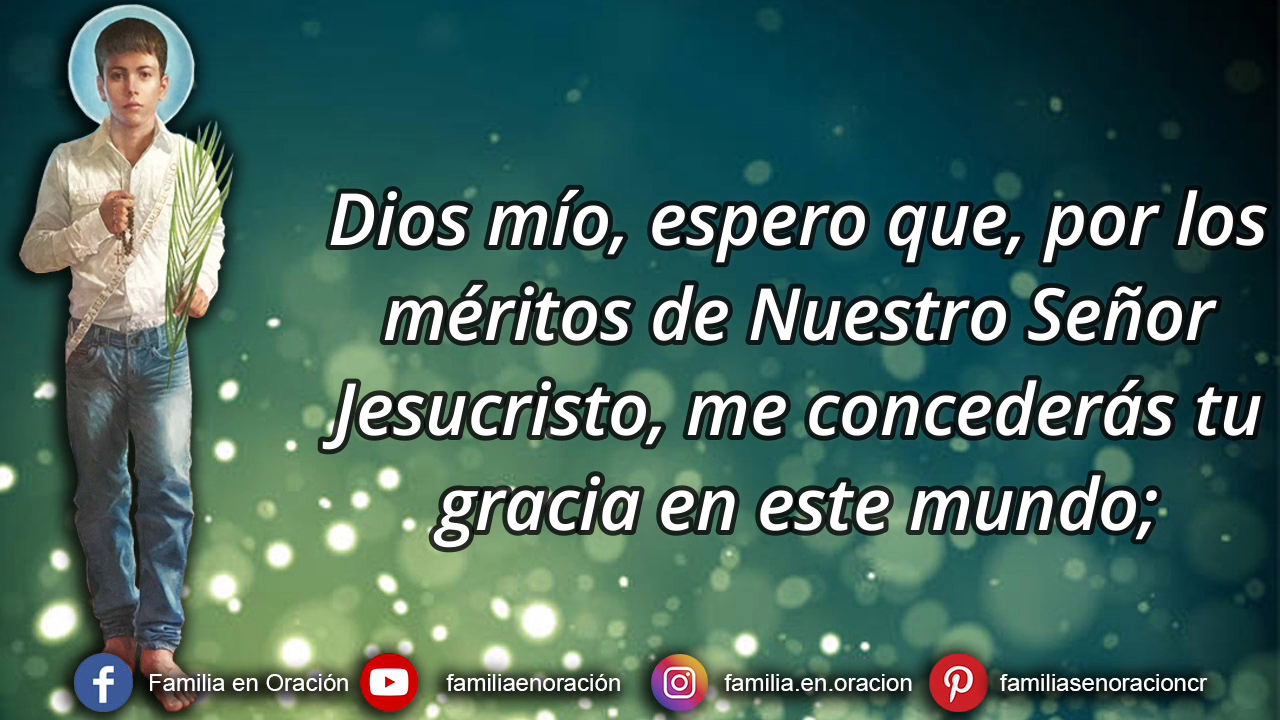 Dios mío, espero que, por los
méritos de Nuestro Señor
Jesucristo, me concederás tu
gracia en este mundo;
Familia en Oración
familiaenoración
familia.en.oracion
familiasenoracioncr